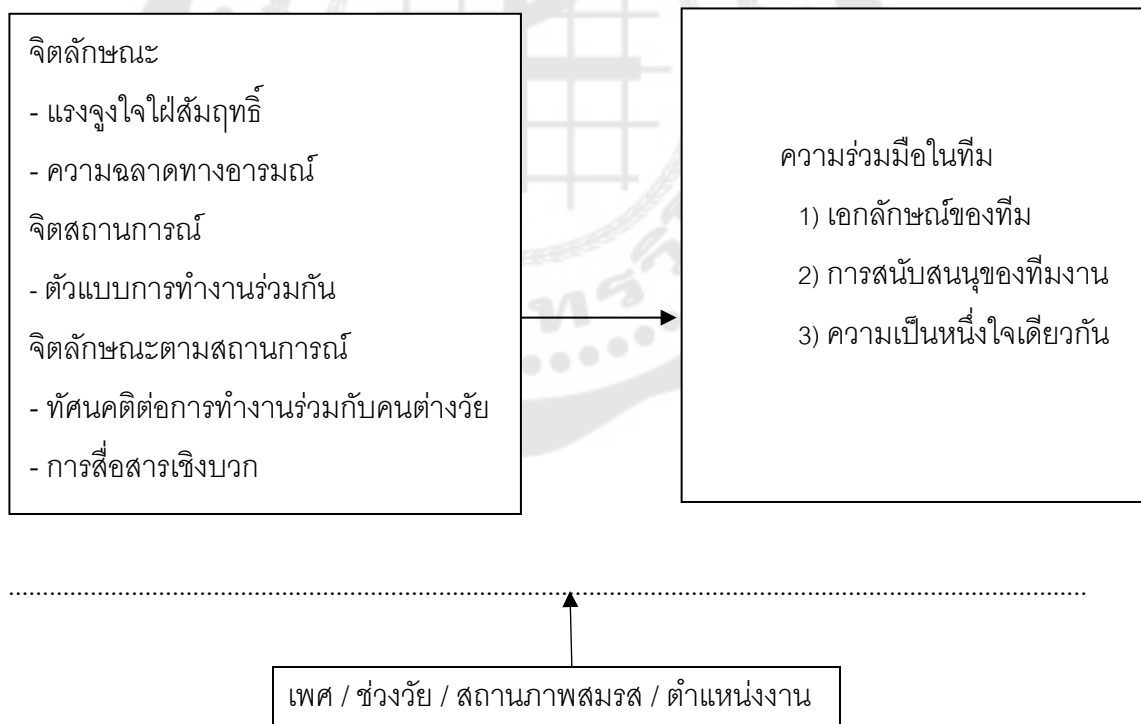 จิตลักษณะ
- แรงจูงใจใฝ่สัมฤทธิ์
- ความฉลาดทางอารมณ์
จิตสถานการณ์
- ตัวแบบการทำงานร่วมกัน
จิตลักษณะตามสถานการณ์
- ทัศนคติต่อการทำงานร่วมกับคนต่างวัย
- การสื่อสารเชิงบวก
ความร่วมมือในทีม
1) เอกลักษณ์ของทีม
2) การสนับสนนุของทีมงาน
3) ความเป็นหนึ่งใจเดียวกัน
เพศ / ช่วงวัย / สถานภาพสมรส / ตำแหน่งงาน